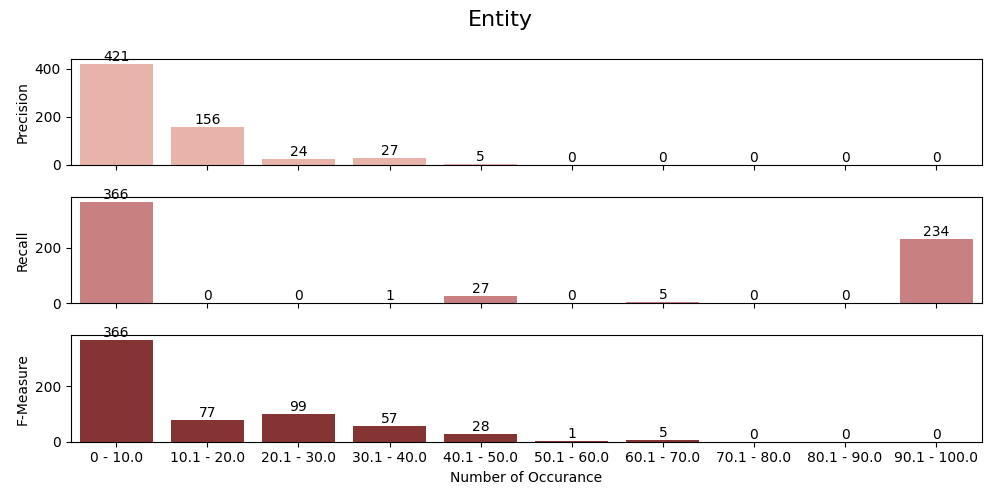 Entity
Precision
400
200
0
421
156
24
27
5
0
0
0
0
0
Recall
200
0
366
0
0
1
27
0
5
0
0
234
F-Measure
200
0
366
77
99
57
28
1
5
0
0
0
0 - 10.0
10.1 - 20.0
20.1 - 30.0
30.1 - 40.0
40.1 - 50.0
50.1 - 60.0
60.1 - 70.0
70.1 - 80.0
80.1 - 90.0
90.1 - 100.0
Number of Occurance